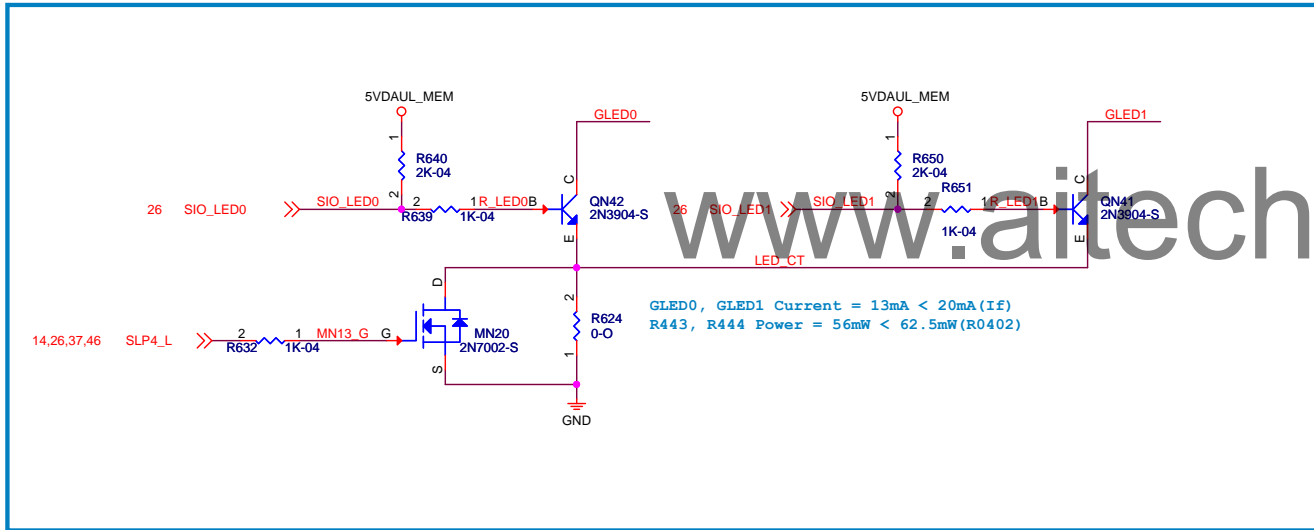 5VDAUL_MEM
GLED0
5VDAUL_MEM
GLED1
1
R640
2K-04
2
C
1
R650
2K-04
2
C
26 SIO_LED0
SIO_LED0
2
R639
1
1K-04
R_LED0
B
QN42
2N3904-S
E
26 SIO_LED1
SIO_LED1
2
R651
1K-04
1
R_LED1
B
QN41
2N3904-S
E
www.aitech
LED_CT
D
2
R624
0-O
1
GLED0, GLED1 Current = 13mA < 20mA(If)
R443, R444 Power = 56mW < 62.5mW(R0402)
14,26,37,46 SLP4_L
2
R632
1
1K-04
MN13_G
G
MN20
2N7002-S
S
GND